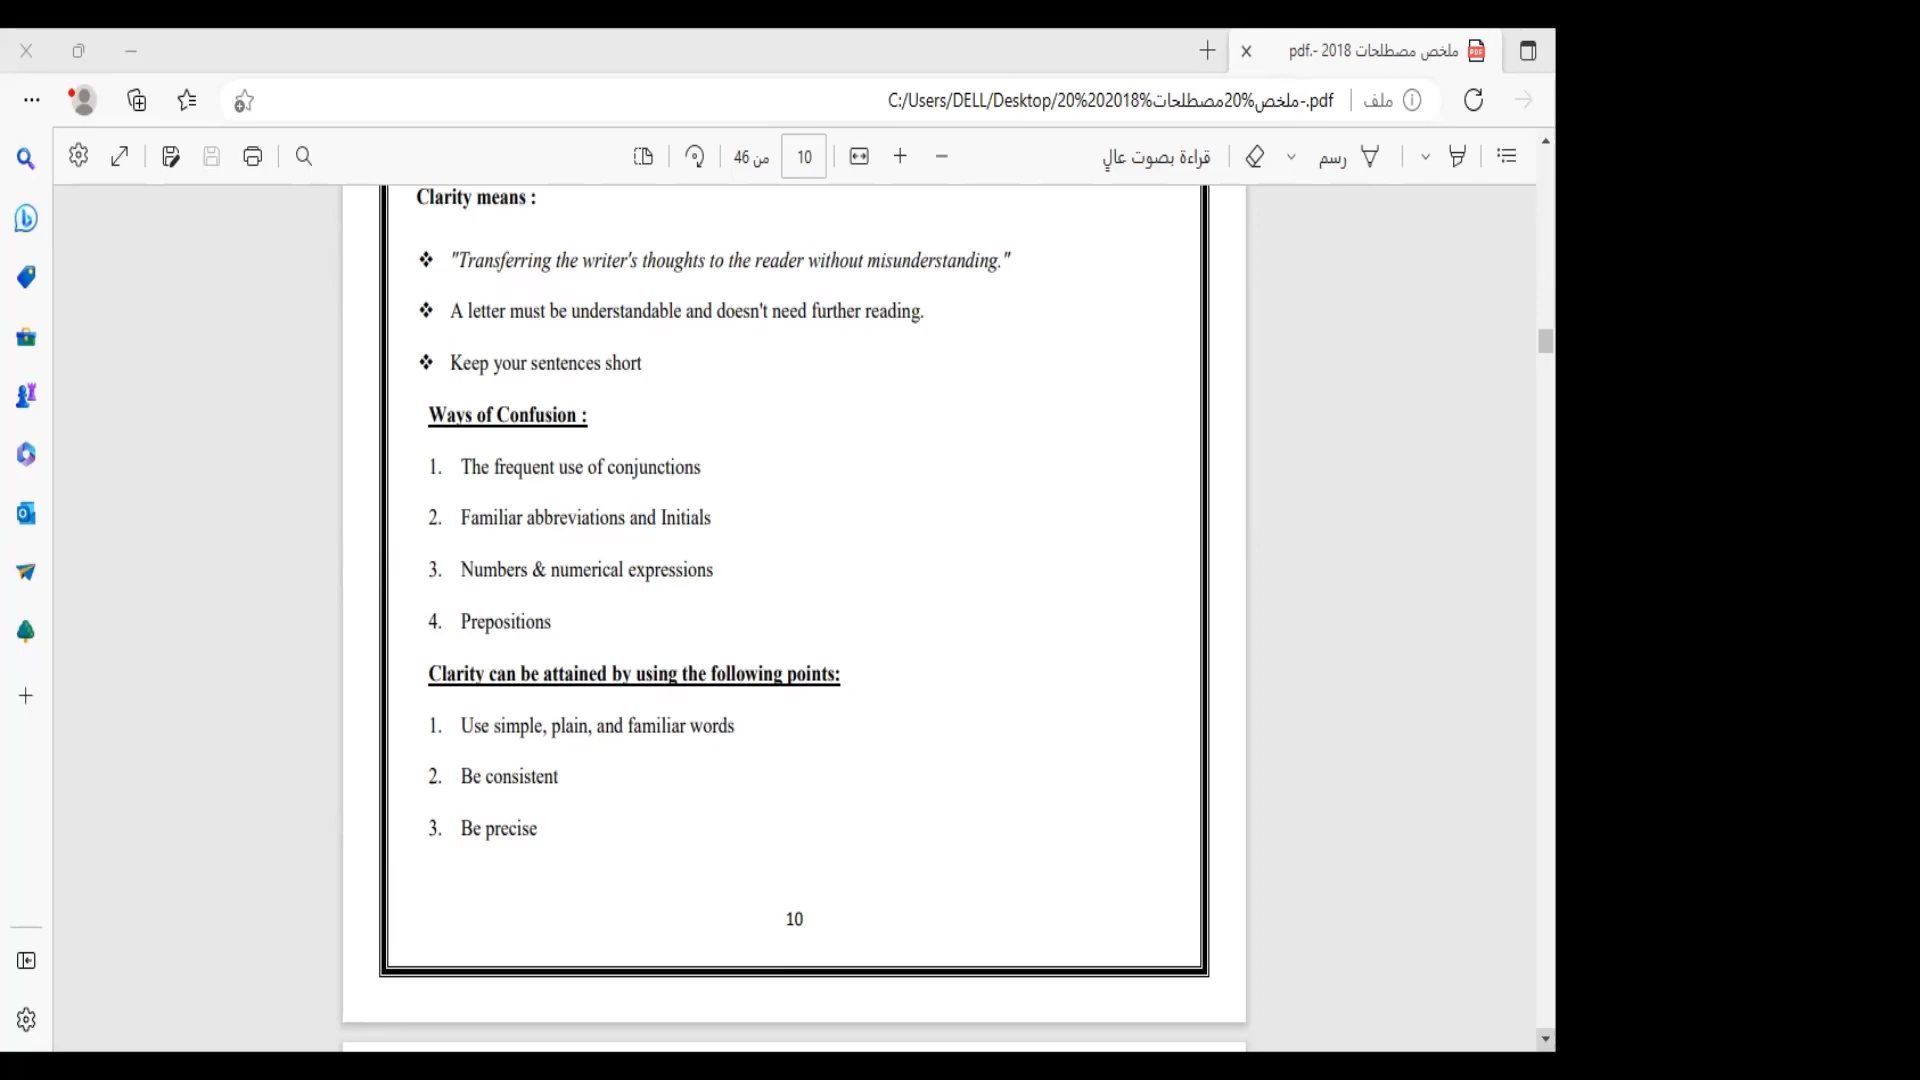 ملخص مصطلحات 2018 -.pdf
C:/Users/DELL/Desktop/20%202018%ملخص%20مصطلحات-.pdf
ملف
قراءة بصوت عالٍ
رسم
10
من 46
Clarity means :
❖ "Transferring the writer's thoughts to the reader without misunderstanding."
❖ A letter must be understandable and doesn't need further reading.
❖ Keep your sentences short
Ways of Confusion :
1. The frequent use of conjunctions
2. Familiar abbreviations and Initials
3. Numbers & numerical expressions
4. Prepositions
Clarity can be attained by using the following points:
1. Use simple, plain, and familiar words
2. Be consistent
3. Be precise
10